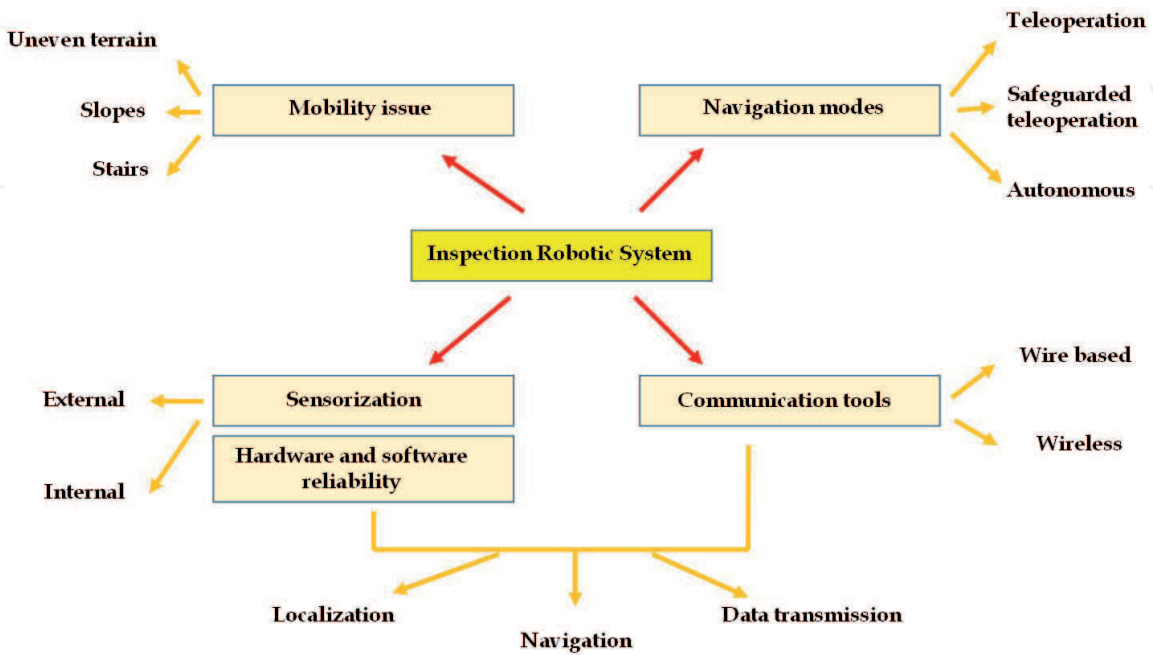 Teleoperation
Uneven terrain
Mobility issue
Navigation modes
Slopes
Safeguarded
teleoperation
Stairs
Autonomous
Inspection Robotic System
Wire based
External
Sensorization
Communication tools
Wireless
Hardware and software
reliability
Internal
Localization
Navigation
Data transmission